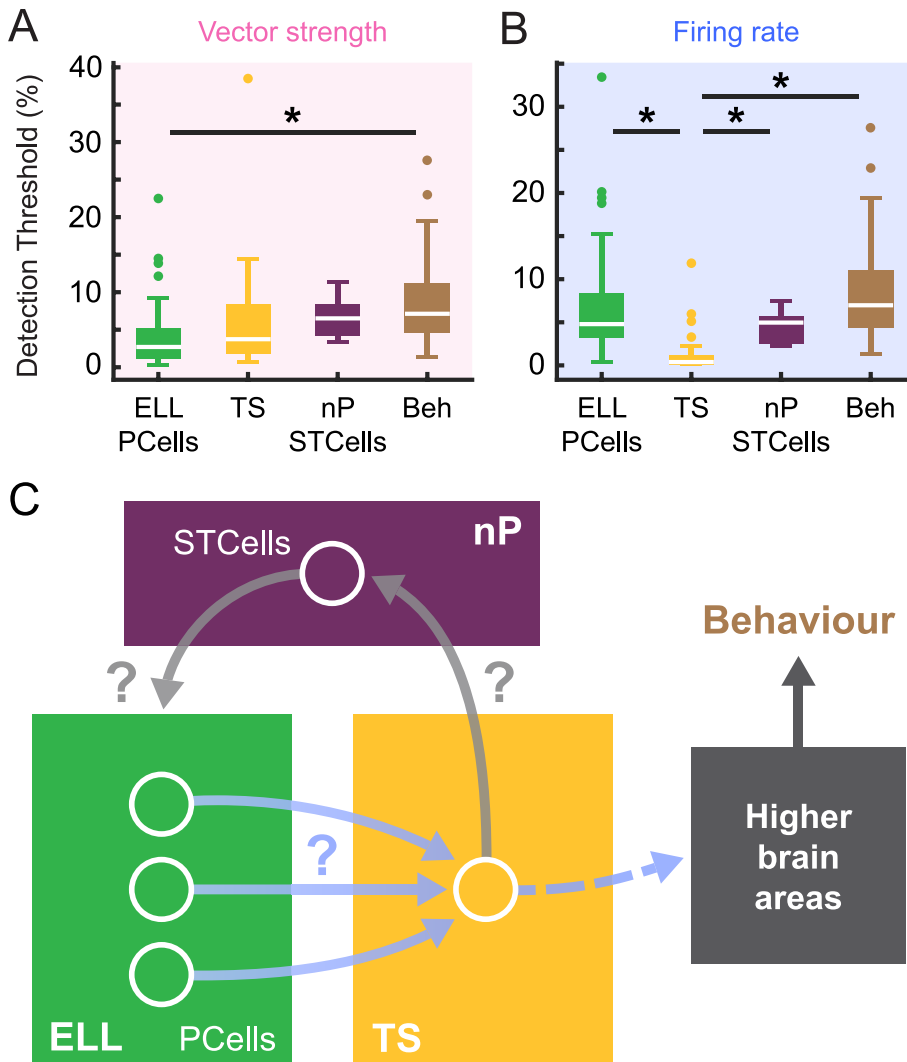 A
Vector strength
Detection Threshold (%)
40
30
20
10
0
*
ELL
PCells
TS
nP
STCells
Beh
B
Firing rate
30
20
10
0
*
*
*
ELL
PCells
TS
nP
STCells
Beh
C
STCells
nP
?
?
Behaviour
?
Higher
brain
areas
ELL
PCells
TS